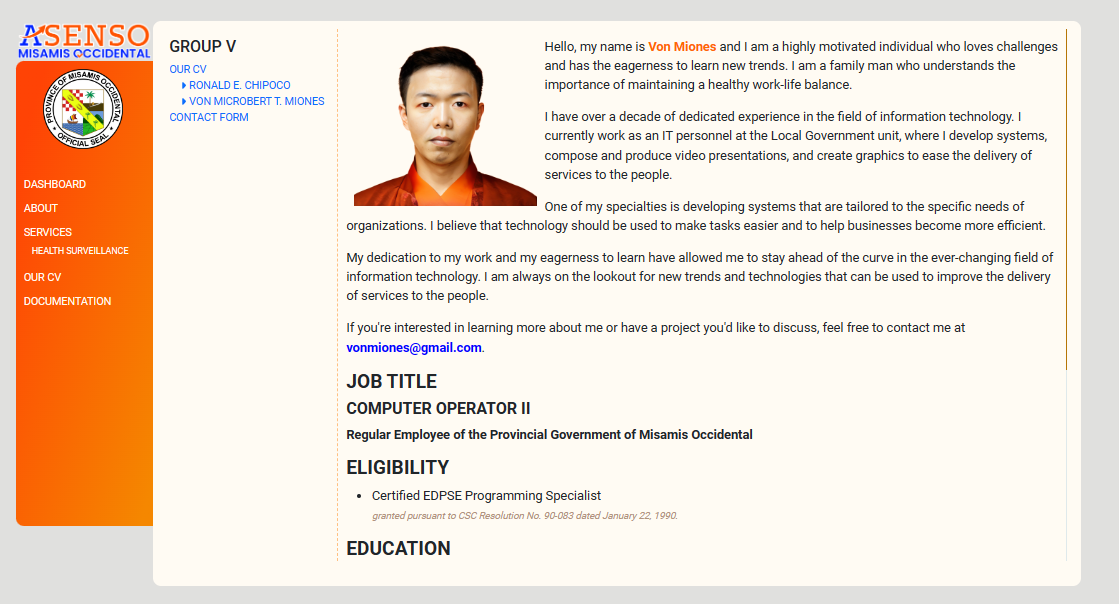 ASENSO
MISAMIS OCCIDENTAL
PROVINCE OF MISAMIS OCCIDENTAL
OFFICIAL SEAL
DASHBOARD
ABOUT
SERVICES
HEALTH SURVEILLANCE
OUR CV
DOCUMENTATION
GROUP V
OUR CV
RONALD E. CHIPOCO
VON MICROBERT T. MIONES
CONTACT FORM
Hello, my name is Von Miones and I am a highly motivated individual who loves challenges
and has the eagerness to learn new trends. I am a family man who understands the
importance of maintaining a healthy work-life balance.
I have over a decade of dedicated experience in the field of information technology. I
currently work as an IT personnel at the Local Government unit, where I develop systems,
compose and produce video presentations, and create graphics to ease the delivery of
services to the people.
One of my specialties is developing systems that are tailored to the specific needs of
organizations. I believe that technology should be used to make tasks easier and to help businesses become more efficient.
My dedication to my work and my eagerness to learn have allowed me to stay ahead of the curve in the ever-changing field of
information technology. I am always on the lookout for new trends and technologies that can be used to improve the delivery
of services to the people.
If you're interested in learning more about me or have a project you'd like to discuss, feel free to contact me at
vonmiones@gmail.com.
JOB TITLE
COMPUTER OPERATOR II
Regular Employee of the Provincial Government of Misamis Occidental
ELIGIBILITY
• Certified EDPSE Programming Specialist
granted pursuant to CSC Resolution No. 90-083 dated January 22, 1990.
EDUCATION